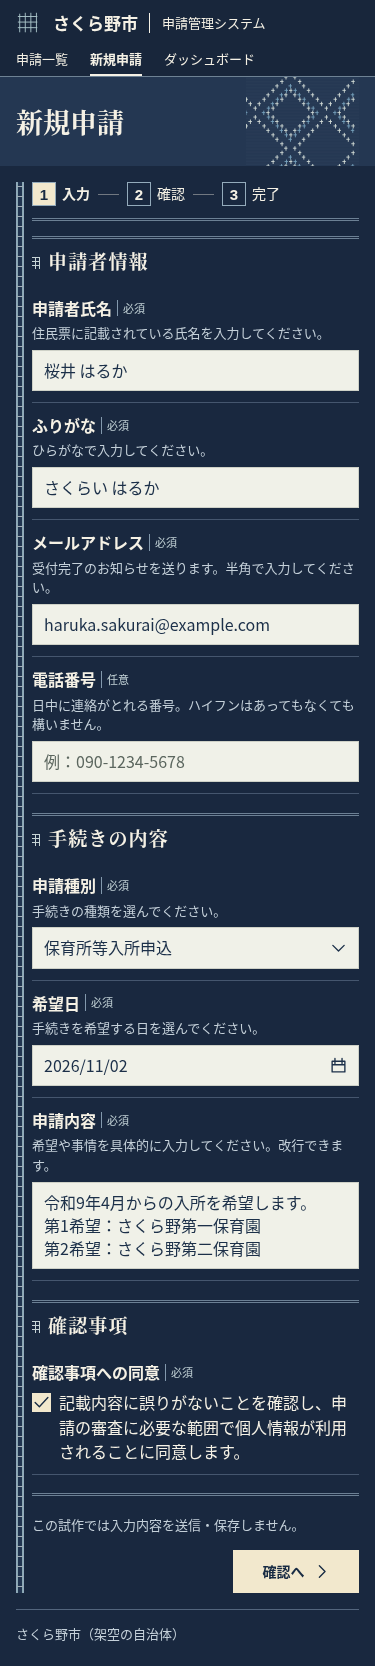 さくら野市 申請管理システム
申請一覧 新規申請 ダッシュボード
新規申請
1 入力 2 確認 3 完了
申請者情報
申請者氏名 必須
住民票に記載されている氏名を入力してください。
桜井 はるか
ふりがな 必須
ひらがなで入力してください。
さくらい はるか
メールアドレス 必須
受付完了のお知らせを送ります。半角で入力してくださ
い。
haruka.sakurai@example.com
電話番号 任意
日中に連絡がとれる番号。ハイフンはあってもなくても
構いません。
例：090-1234-5678
手続きの内容
申請種別 必須
手続きの種類を選んでください。
保育所等入所申込
希望日 必須
手続きを希望する日を選んでください。
2026/11/02
申請内容 必須
希望や事情を具体的に入力してください。改行できま
す。
令和9年4月からの入所を希望します。
第1希望：さくら野第一保育園
第2希望：さくら野第二保育園
確認事項
確認事項への同意 必須
記載内容に誤りがないことを確認し、申
請の審査に必要な範囲で個人情報が利用
されることに同意します。
この試作では入力内容を送信・保存しません。
確認へ
さくら野市（架空の自治体）